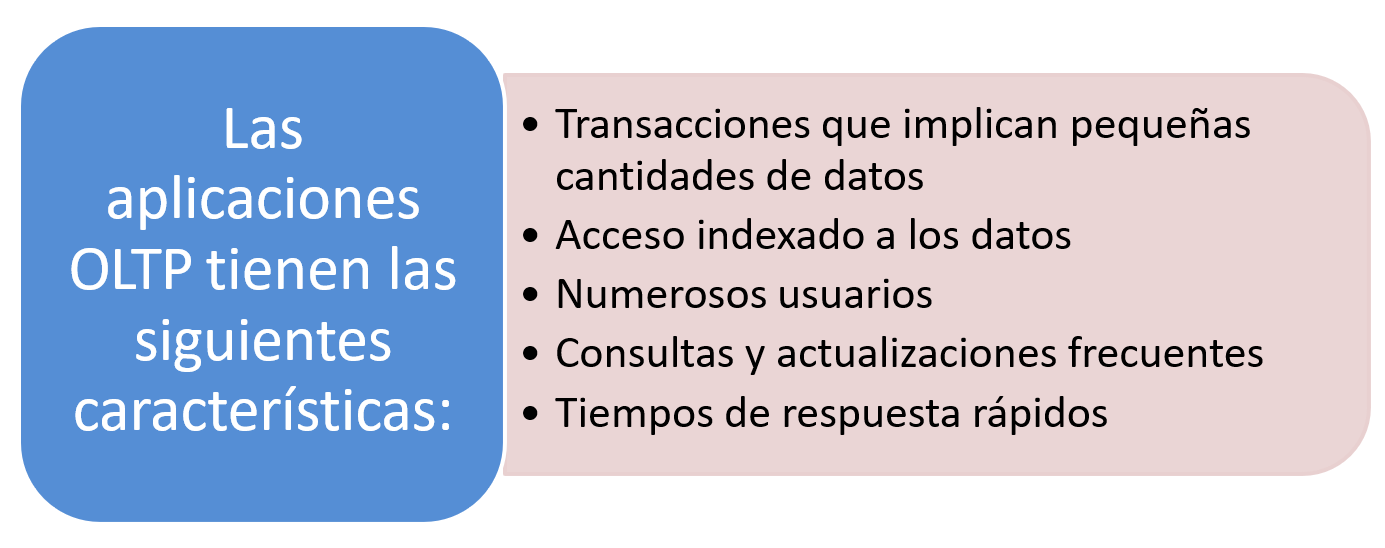 Las
aplicaciones
OLTP tienen las
siguientes
características:
• Transacciones que implican pequeñas
cantidades de datos
• Acceso indexado a los datos
• Numerosos usuarios
• Consultas y actualizaciones frecuentes
• Tiempos de respuesta rápidos